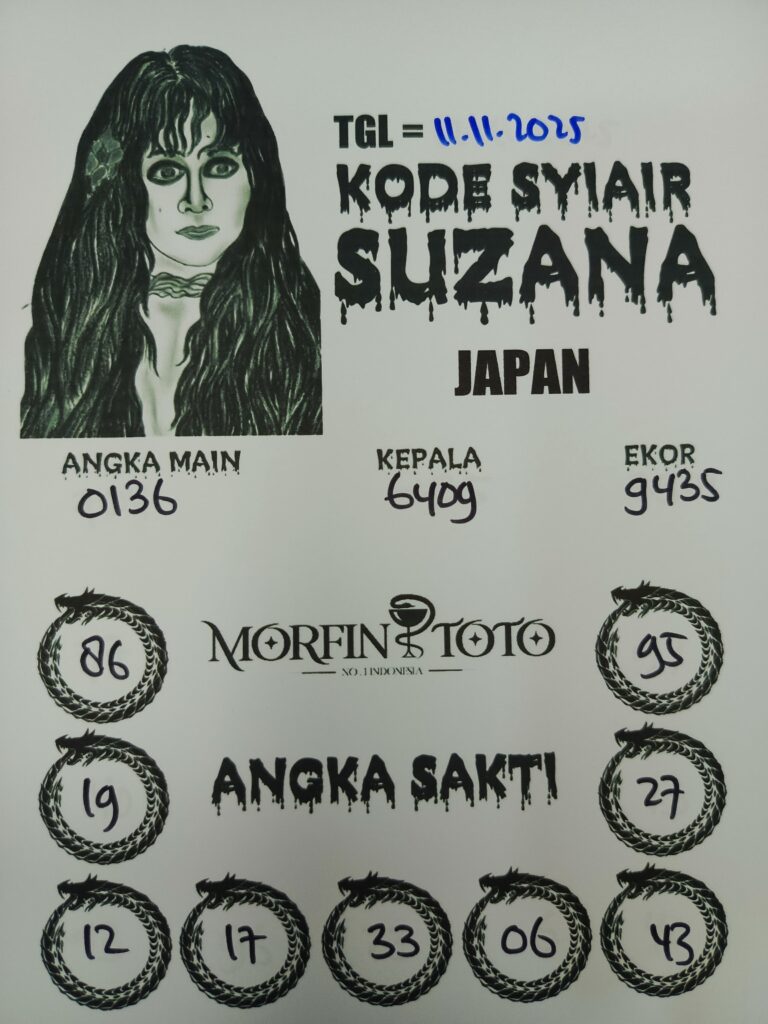 TGL = 11.11.2025
KODE SYIAIR
SUZANA
JAPAN
ANGKA MAIN KEPALA EKOR
0136 6409 9435
MORFIN TOTO
NO.1 INDONESIA
86 95
ANGKA SAKTI
19 27
12 17 33 06 43